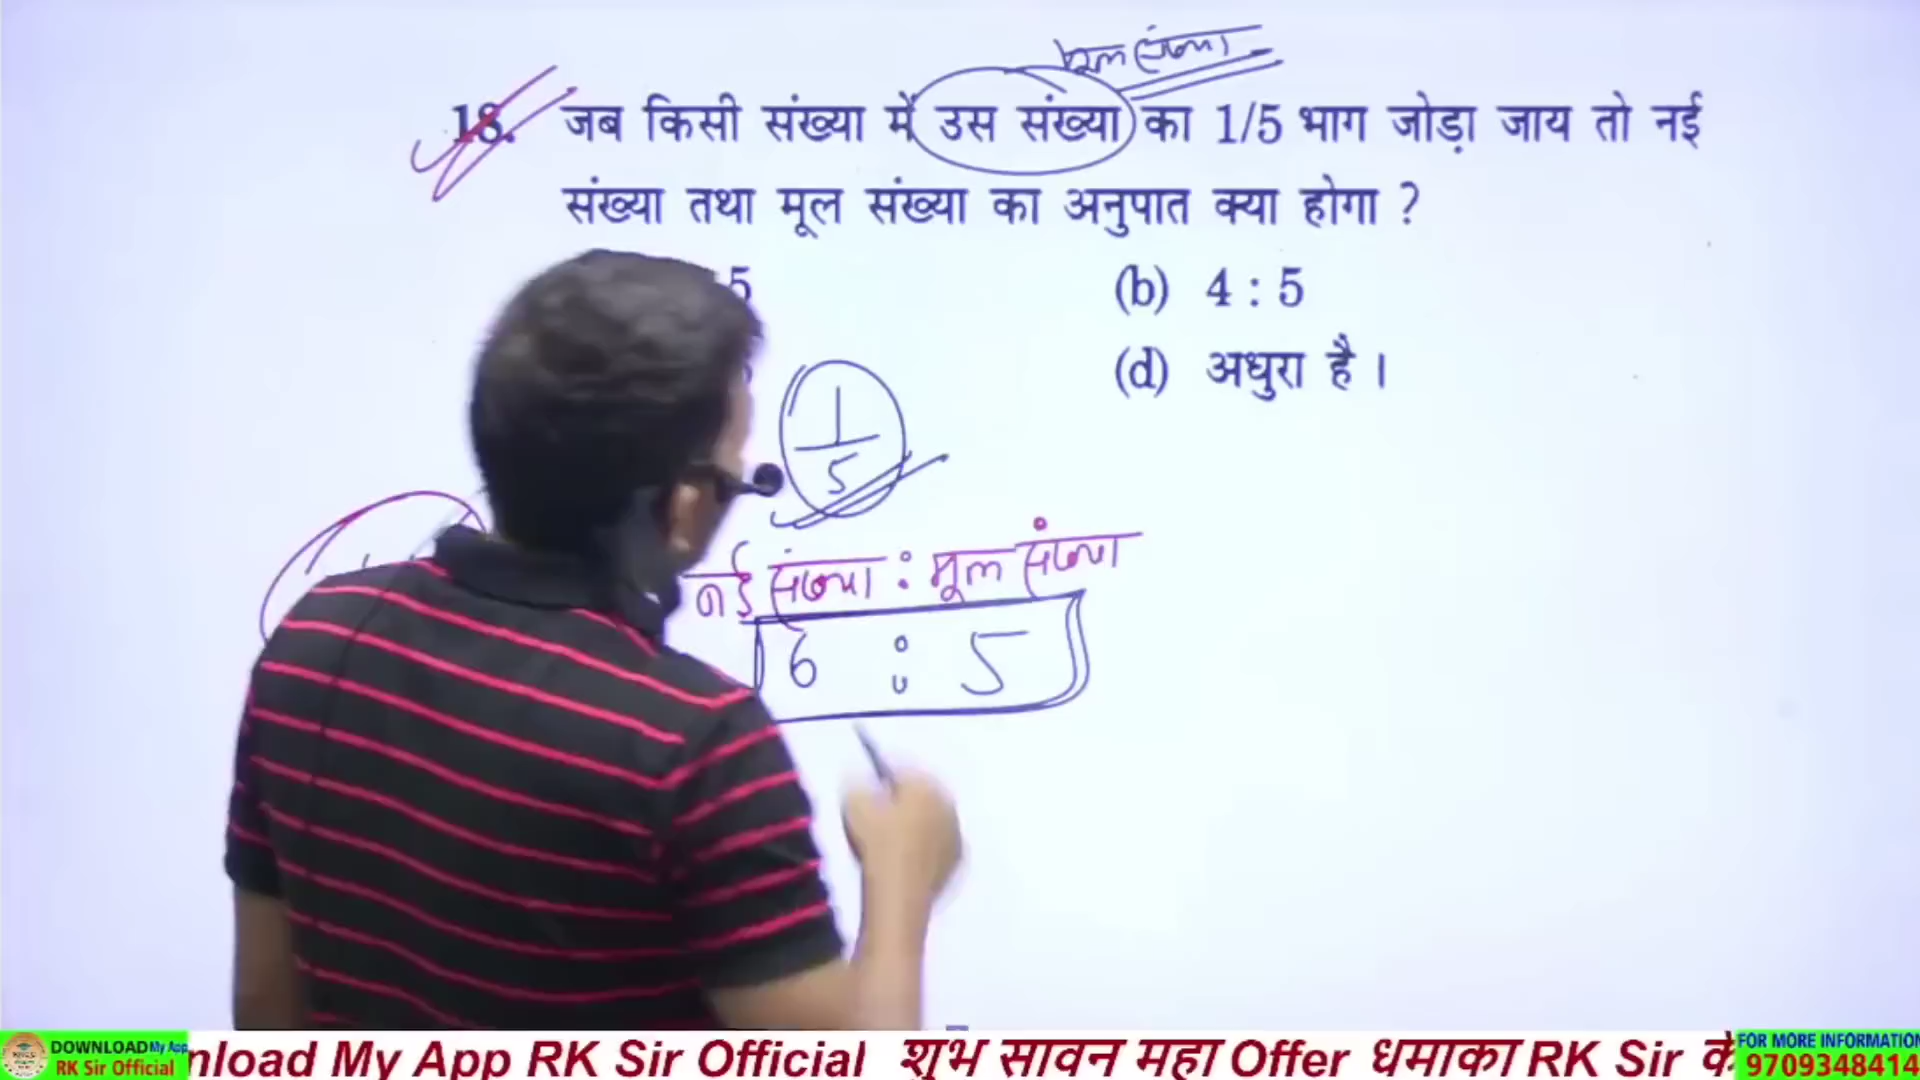 मूल संख्या
18. जब किसी संख्या में उस संख्या का 1/5 भाग जोड़ा जाय तो नई
संख्या तथा मूल संख्या का अनुपात क्या होगा ?
5
(b) 4 : 5
(d) अधुरा है ।
1
5
नई संख्या : मूल संख्या
6 : 5
DOWNLOAD My App
RK Sir Official
nload My App RK Sir Official शुभ सावन महा Offer धमाका RK Sir के
FOR MORE INFORMATION
9709348414